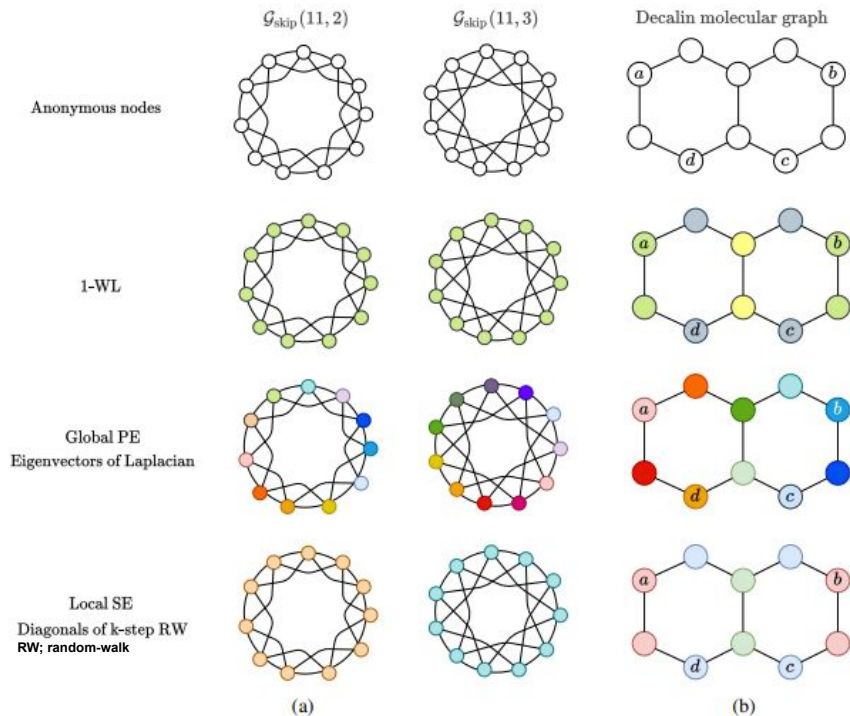 𝒢skip(11, 2) 𝒢skip(11, 3) Decalin molecular graph
a b
Anonymous nodes
d c
a b
1-WL
d c
a b
Global PE
Eigenvectors of Laplacian
d c
a b
Local SE
Diagonals of k-step RW
RW; random-walk
d c
(a) (b)